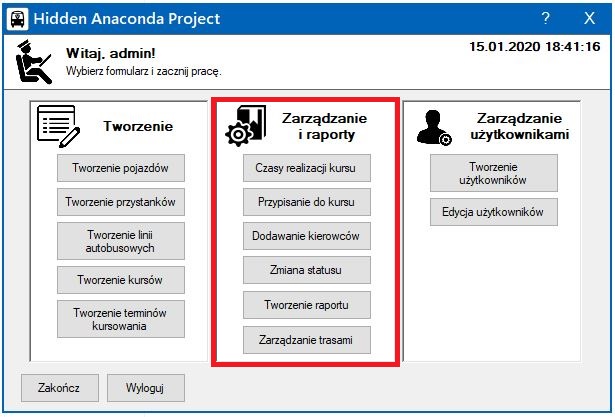 Hidden Anaconda Project
? X
Witaj, admin!
15.01.2020 18:41:16
Wybierz formularz i zacznij pracę.
Tworzenie
Tworzenie pojazdów
Tworzenie przystanków
Tworzenie linii
autobusowych
Tworzenie kursów
Tworzenie terminów
kursowania
Zarządzanie
i raporty
Czasy realizacji kursu
Przypisanie do kursu
Dodawanie kierowców
Zmiana statusu
Tworzenie raportu
Zarządzanie trasami
Zarządzanie
użytkownikami
Tworzenie
użytkowników
Edycja użytkowników
Zakończ
Wyloguj